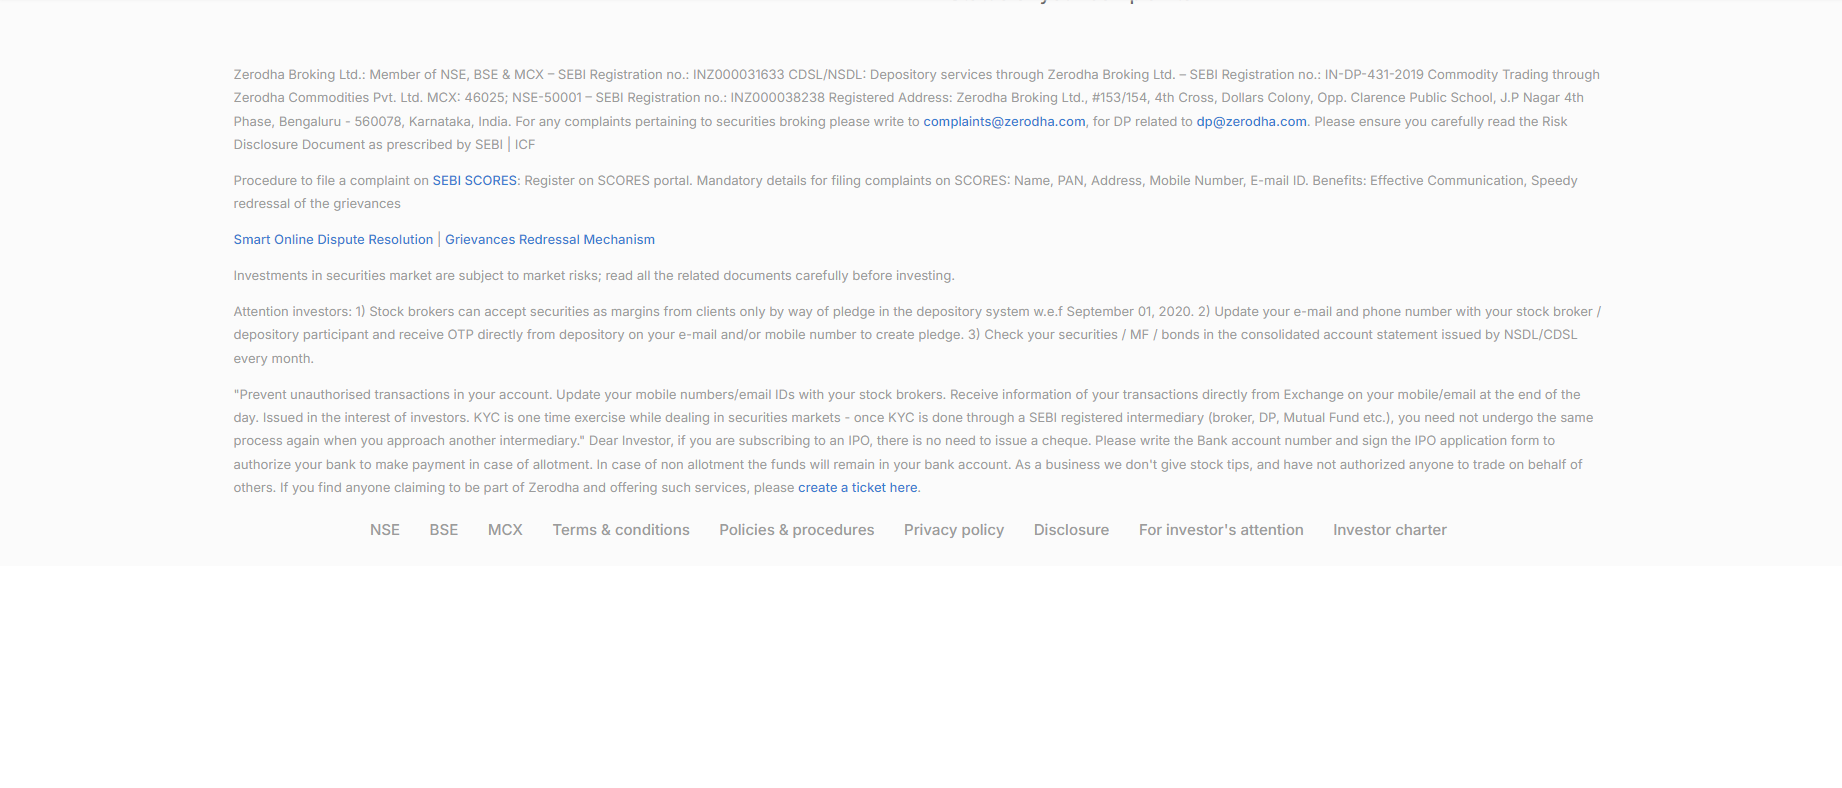 Zerodha Broking Ltd.: Member of NSE, BSE & MCX – SEBI Registration no.: INZ000031633 CDSL/NSDL: Depository services through Zerodha Broking Ltd. – SEBI Registration no.: IN-DP-431-2019 Commodity Trading through
Zerodha Commodities Pvt. Ltd. MCX: 46025; NSE-50001 – SEBI Registration no.: INZ000038238 Registered Address: Zerodha Broking Ltd., #153/154, 4th Cross, Dollars Colony, Opp. Clarence Public School, J.P Nagar 4th
Phase, Bengaluru - 560078, Karnataka, India. For any complaints pertaining to securities broking please write to complaints@zerodha.com, for DP related to dp@zerodha.com. Please ensure you carefully read the Risk
Disclosure Document as prescribed by SEBI | ICF
Procedure to file a complaint on SEBI SCORES: Register on SCORES portal. Mandatory details for filing complaints on SCORES: Name, PAN, Address, Mobile Number, E-mail ID. Benefits: Effective Communication, Speedy
redressal of the grievances
Smart Online Dispute Resolution | Grievances Redressal Mechanism
Investments in securities market are subject to market risks; read all the related documents carefully before investing.
Attention investors: 1) Stock brokers can accept securities as margins from clients only by way of pledge in the depository system w.e.f September 01, 2020. 2) Update your e-mail and phone number with your stock broker /
depository participant and receive OTP directly from depository on your e-mail and/or mobile number to create pledge. 3) Check your securities / MF / bonds in the consolidated account statement issued by NSDL/CDSL
every month.
"Prevent unauthorised transactions in your account. Update your mobile numbers/email IDs with your stock brokers. Receive information of your transactions directly from Exchange on your mobile/email at the end of the
day. Issued in the interest of investors. KYC is one time exercise while dealing in securities markets - once KYC is done through a SEBI registered intermediary (broker, DP, Mutual Fund etc.), you need not undergo the same
process again when you approach another intermediary." Dear Investor, if you are subscribing to an IPO, there is no need to issue a cheque. Please write the Bank account number and sign the IPO application form to
authorize your bank to make payment in case of allotment. In case of non allotment the funds will remain in your bank account. As a business we don't give stock tips, and have not authorized anyone to trade on behalf of
others. If you find anyone claiming to be part of Zerodha and offering such services, please create a ticket here.
NSE BSE MCX Terms & conditions Policies & procedures Privacy policy Disclosure For investor's attention Investor charter